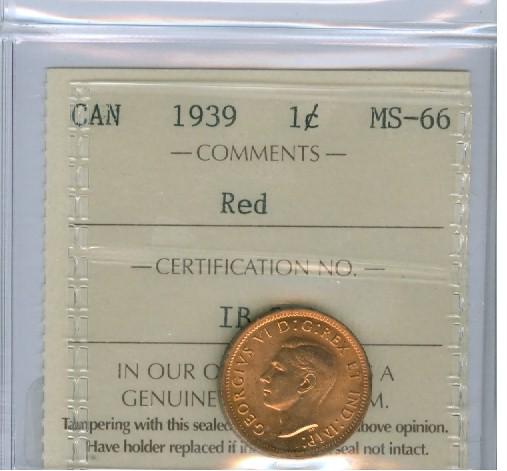 CAN 1939 1¢ MS-66
— COMMENTS —
Red
— CERTIFICATION NO. —
IN OUR A
GENUINE
Tampering with this sealed above opinion.
Have holder replaced if seal not intact.
GEORGIVS VI D:G:REX ET IND:IMP: